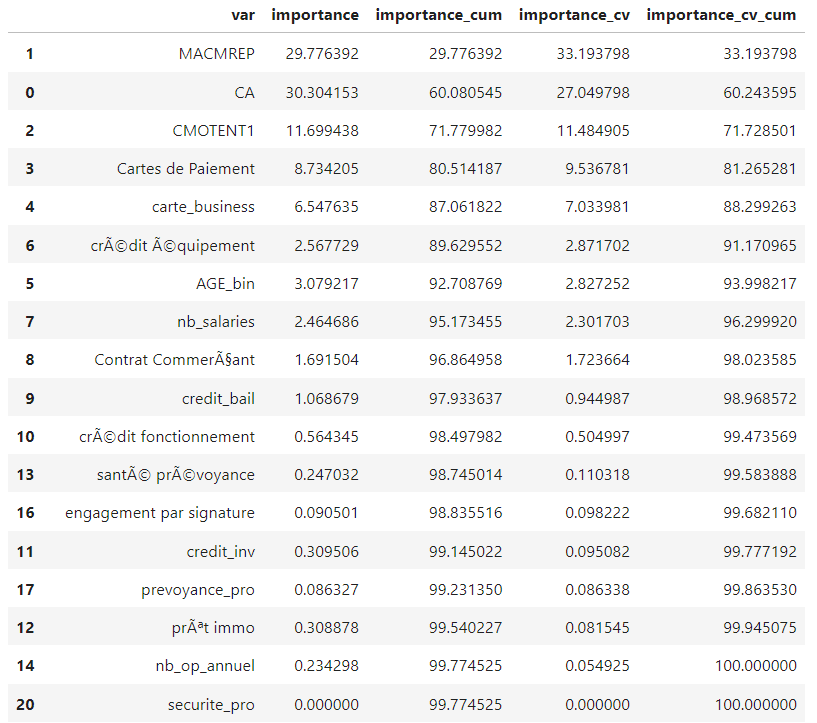 var importance importance_cum importance_cv importance_cv_cum
1 MACMREP 29.776392 29.776392 33.193798 33.193798
0 CA 30.304153 60.080545 27.049798 60.243595
2 CMOTENT1 11.699438 71.779982 11.484905 71.728501
3 Cartes de Paiement 8.734205 80.514187 9.536781 81.265281
4 carte_business 6.547635 87.061822 7.033981 88.299263
6 crÃ©dit Ã©quipement 2.567729 89.629552 2.871702 91.170965
5 AGE_bin 3.079217 92.708769 2.827252 93.998217
7 nb_salaries 2.464686 95.173455 2.301703 96.299920
8 Contrat CommerÃ§ant 1.691504 96.864958 1.723664 98.023585
9 credit_bail 1.068679 97.933637 0.944987 98.968572
10 crÃ©dit fonctionnement 0.564345 98.497982 0.504997 99.473569
13 santÃ© prÃ©voyance 0.247032 98.745014 0.110318 99.583888
16 engagement par signature 0.090501 98.835516 0.098222 99.682110
11 credit_inv 0.309506 99.145022 0.095082 99.777192
17 prevoyance_pro 0.086327 99.231350 0.086338 99.863530
12 prÃªt immo 0.308878 99.540227 0.081545 99.945075
14 nb_op_annuel 0.234298 99.774525 0.054925 100.000000
20 securite_pro 0.000000 99.774525 0.000000 100.000000